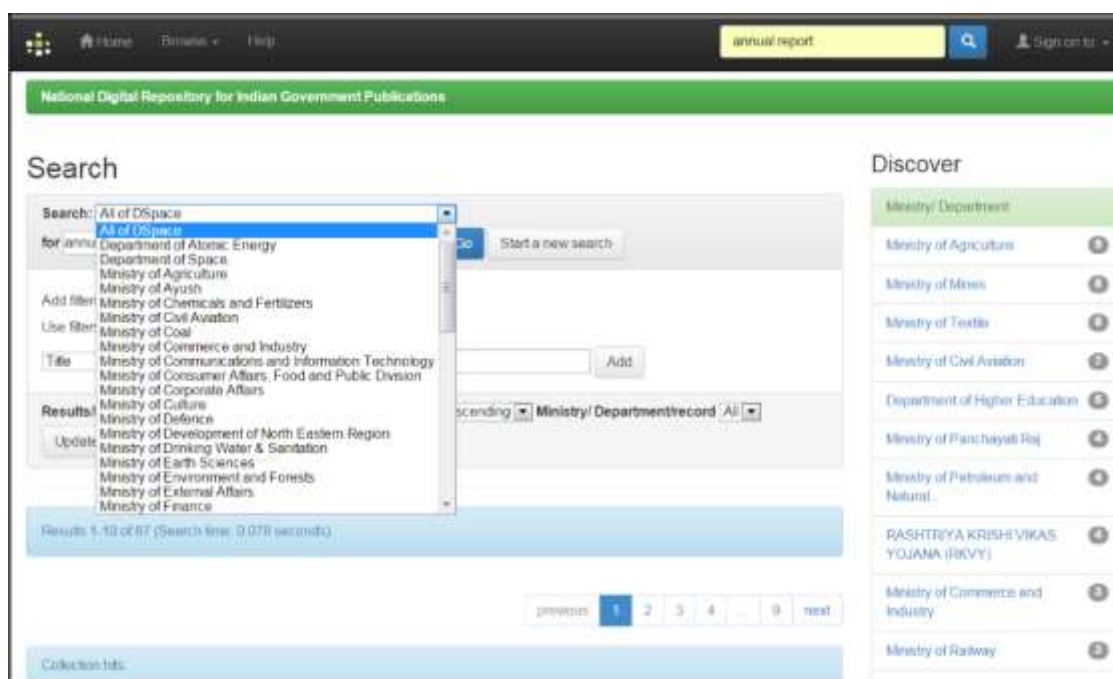 Home Browse Help annual report Sign on to
National Digital Repository for Indian Government Publications
Search
Search: All of DSpace
All of DSpace
Department of Atomic Energy
Department of Space
Ministry of Agriculture
Ministry of Ayush
Ministry of Chemicals and Fertilizers
Ministry of Civil Aviation
Ministry of Coal
Ministry of Commerce and Industry
Ministry of Communications and Information Technology
Ministry of Consumer Affairs, Food and Public Division
Ministry of Corporate Affairs
Ministry of Culture
Ministry of Defence
Ministry of Development of North Eastern Region
Ministry of Drinking Water & Sanitation
Ministry of Earth Sciences
Ministry of Environment and Forests
Ministry of External Affairs
Ministry of Finance
for Go Start a new search
Add filter
Use filter
Title Add
Results/ scending Ministry/ Department/record All
Update
Results 1-10 of 87 (Search time: 0.078 seconds)
previous 1 2 3 4 ... 9 next
Collection hits:
Discover
Ministry/ Department
Ministry of Agriculture
Ministry of Mines
Ministry of Textile
Ministry of Civil Aviation
Department of Higher Education
Ministry of Panchayati Raj
Ministry of Petroleum and
Natural...
RASHTRIYA KRISHI VIKAS
YOJANA (RKVY)
Ministry of Commerce and
Industry
Ministry of Railway